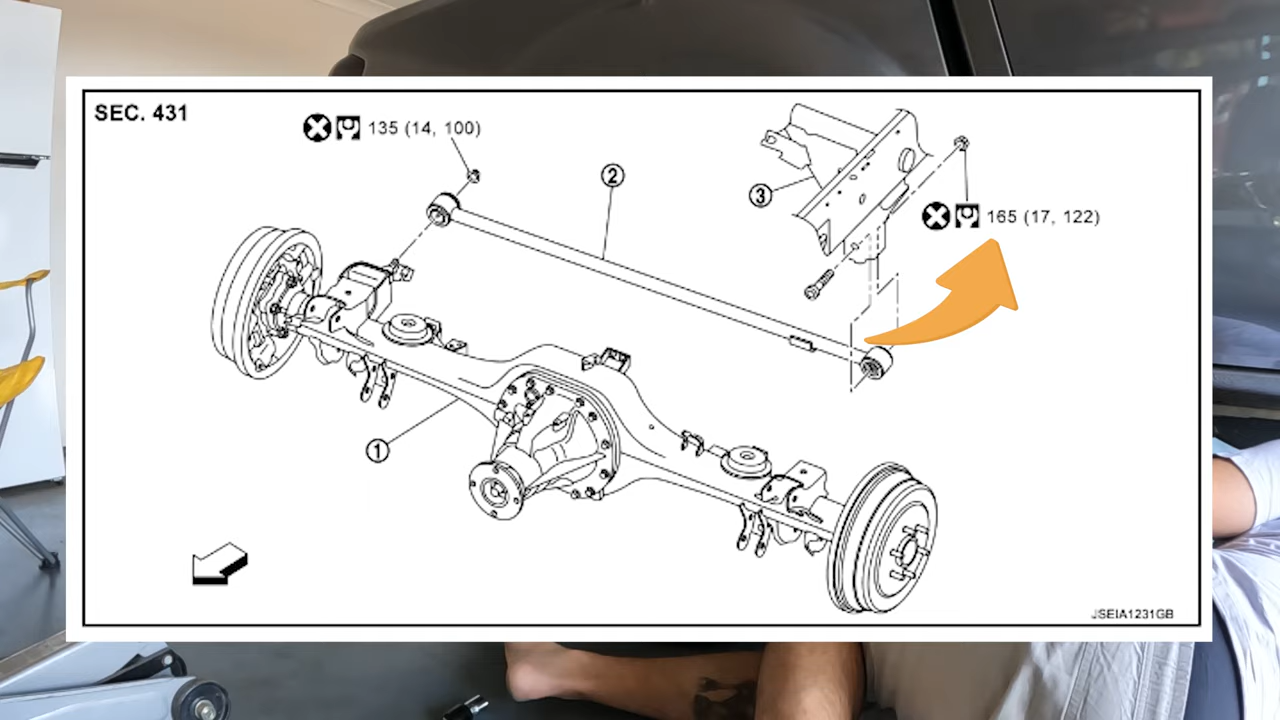 SEC. 431
135 (14, 100)
2
3
165 (17, 122)
1
JSEIA1231GB